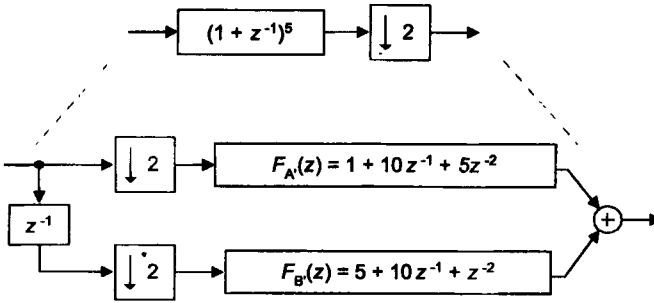 (1 + z⁻¹)⁵
↓ 2
↓ 2
F_A'(z) = 1 + 10 z⁻¹ + 5z⁻²
z⁻¹
+
↓ 2
F_B'(z) = 5 + 10 z⁻¹ + z⁻²